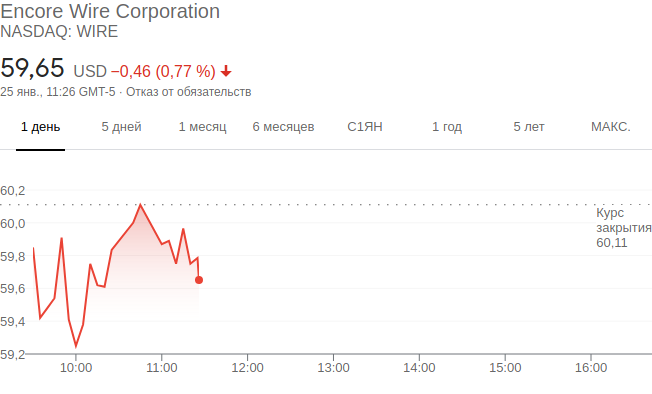 Encore Wire Corporation
NASDAQ: WIRE
59,65 USD −0,46 (0,77 %)
25 янв., 11:26 GMT-5 · Отказ от обязательств
1 день 5 дней 1 месяц 6 месяцев С1ЯН 1 год 5 лет МАКС.
60,2
60,0
59,8
59,6
59,4
59,2
Курс
закрытия
60,11
10:00 11:00 12:00 13:00 14:00 15:00 16:00